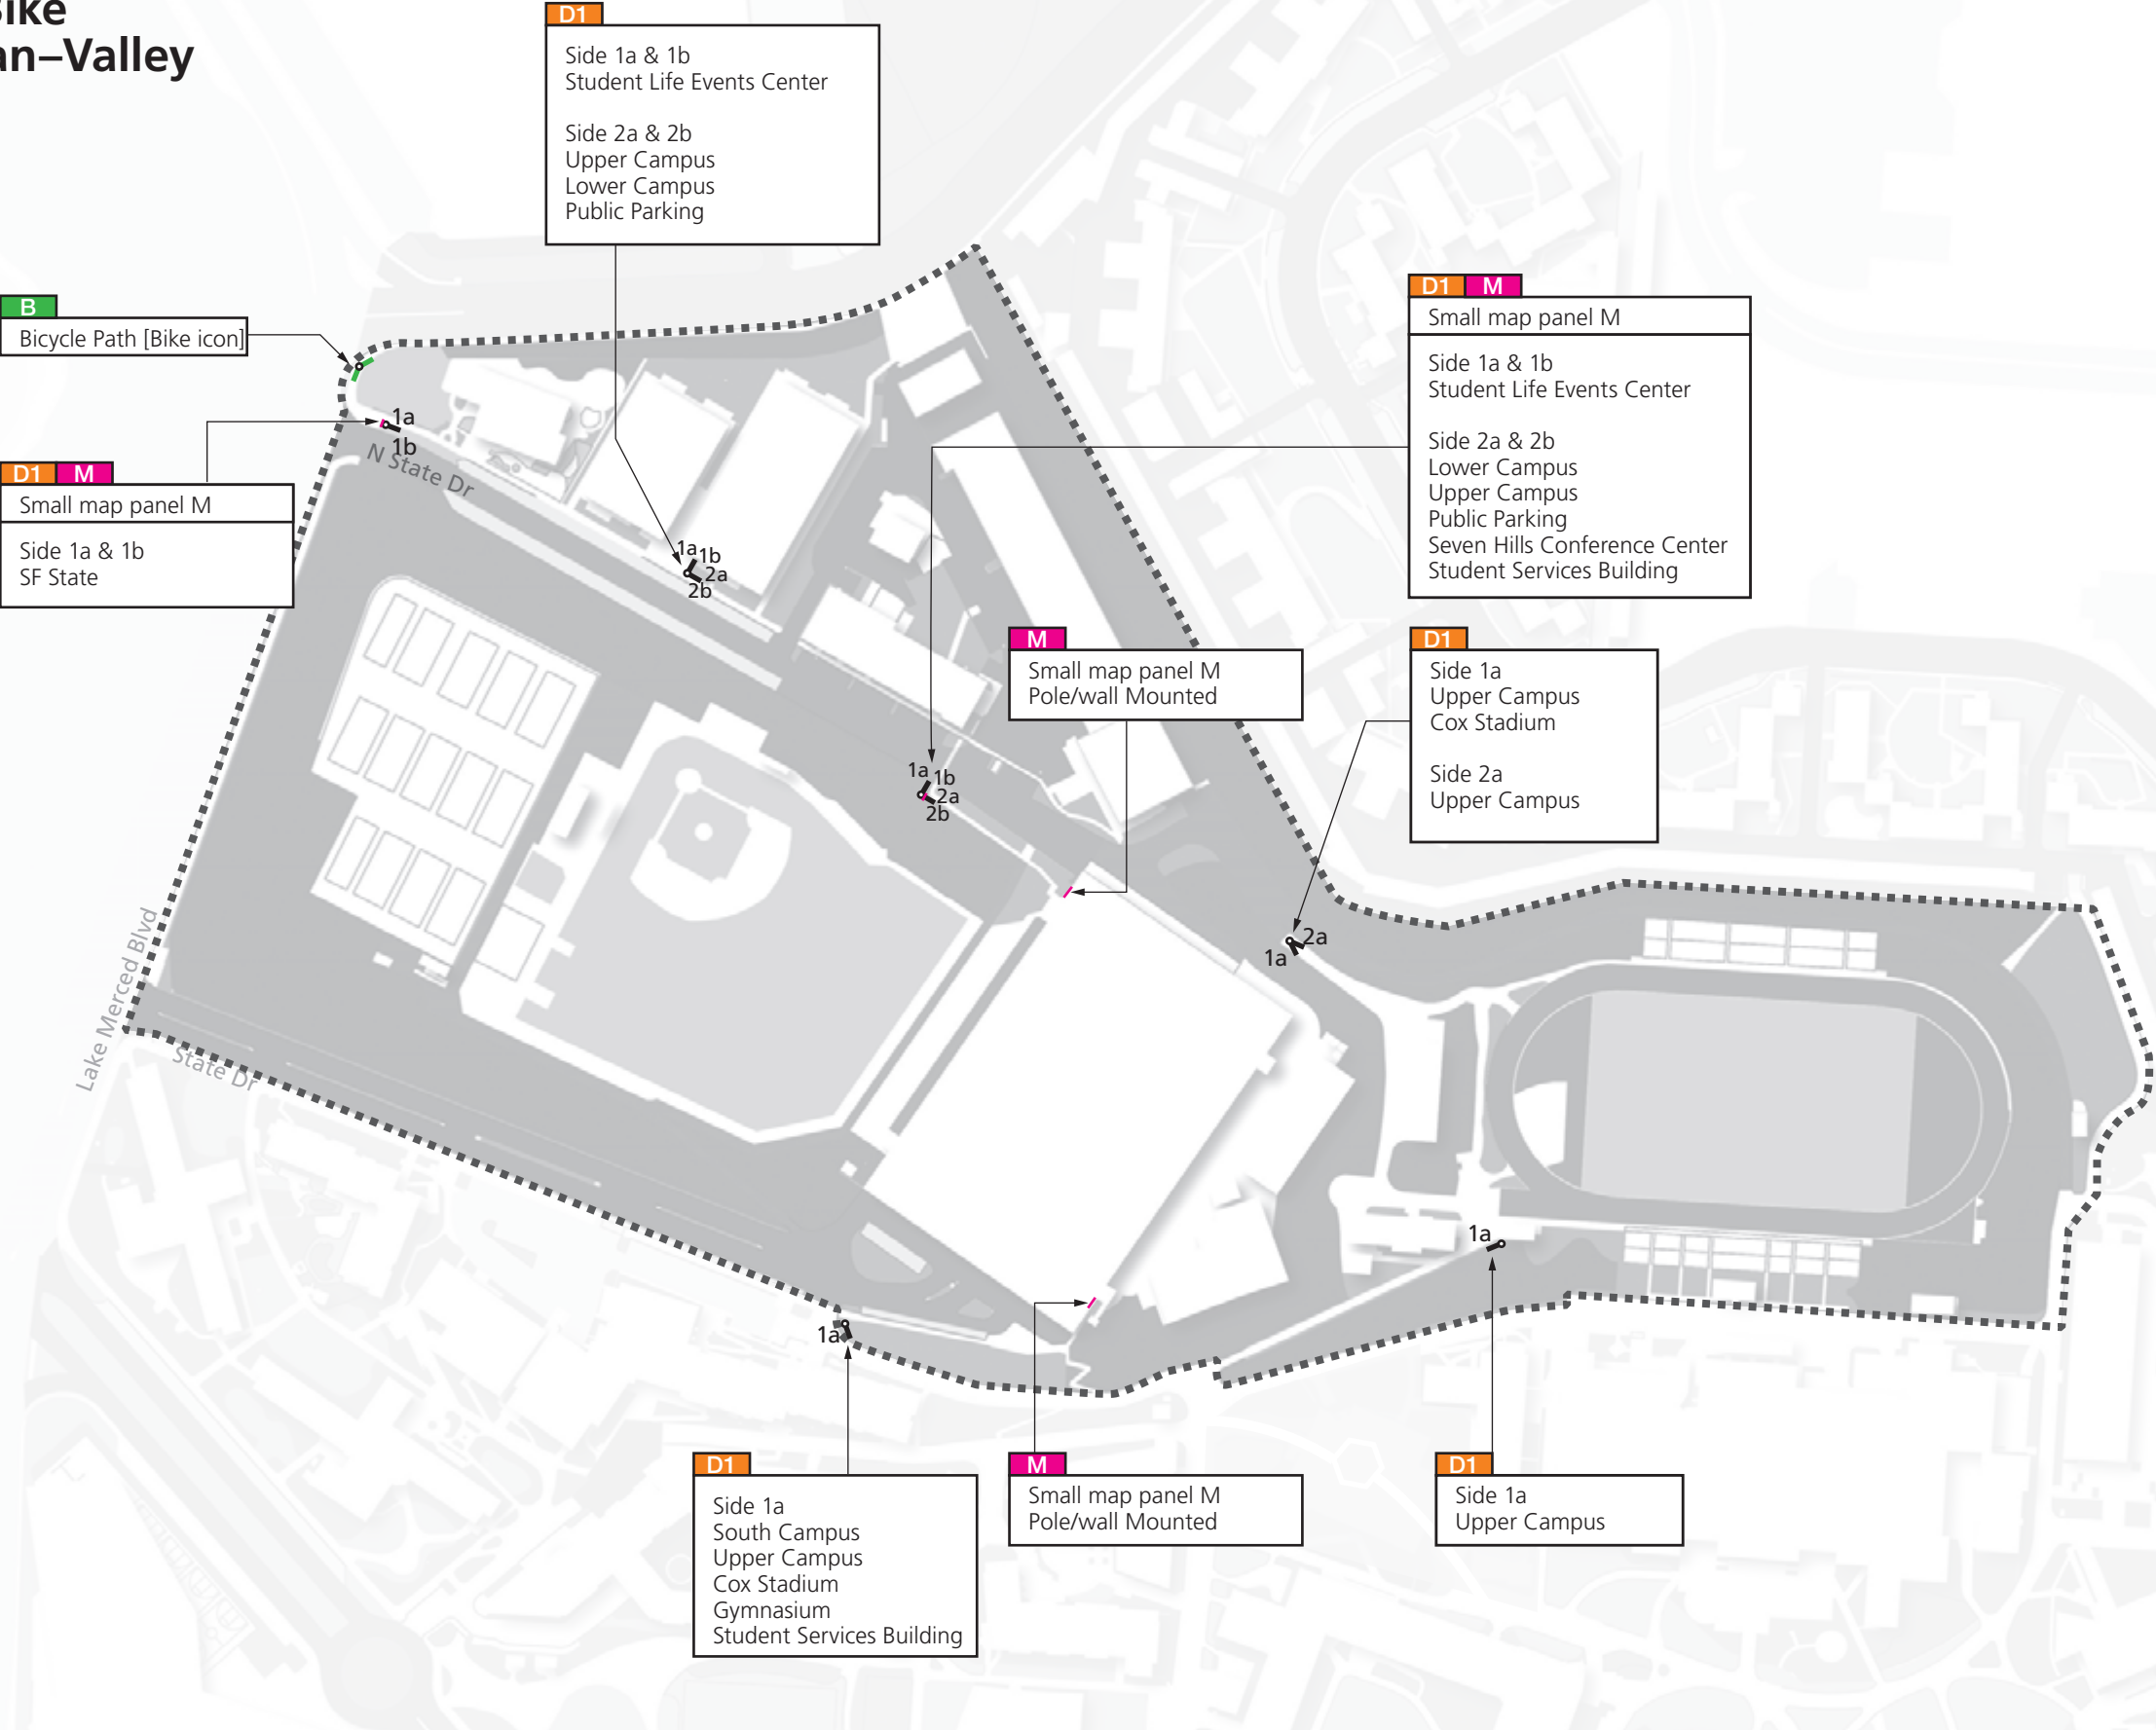 an–Valley
D1
Side 1a & 1b
Student Life Events Center
Side 2a & 2b
Upper Campus
Lower Campus
Public Parking
B
Bicycle Path [Bike icon]
D1 M
Small map panel M
Side 1a & 1b
SF State
1a
1b
N State Dr
1a
1b
2a
2b
D1 M
Small map panel M
Side 1a & 1b
Student Life Events Center
Side 2a & 2b
Lower Campus
Upper Campus
Public Parking
Seven Hills Conference Center
Student Services Building
1a
1b
2a
2b
M
Small map panel M
Pole/wall Mounted
D1
Side 1a
Upper Campus
Cox Stadium
Side 2a
Upper Campus
2a
1a
Lake Merced Blvd
State Dr
1a
1a
D1
Side 1a
South Campus
Upper Campus
Cox Stadium
Gymnasium
Student Services Building
M
Small map panel M
Pole/wall Mounted
D1
Side 1a
Upper Campus